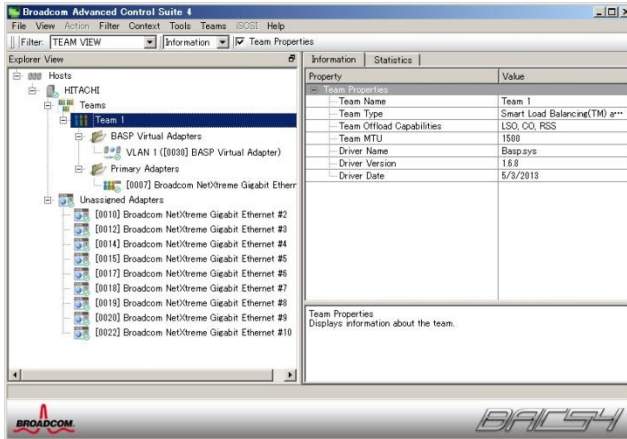 Broadcom Advanced Control Suite 4
File View Action Filter Context Tools Teams iSCSI Help
Filter: TEAM VIEW Information Team Properties
Explorer View
Hosts
HITACHI
Teams
Team 1
BASP Virtual Adapters
VLAN 1 ([0030] BASP Virtual Adapter)
Primary Adapters
[0007] Broadcom NetXtreme Gigabit Etherr
Unassigned Adapters
[0010] Broadcom NetXtreme Gigabit Ethernet #2
[0012] Broadcom NetXtreme Gigabit Ethernet #3
[0014] Broadcom NetXtreme Gigabit Ethernet #4
[0015] Broadcom NetXtreme Gigabit Ethernet #5
[0017] Broadcom NetXtreme Gigabit Ethernet #6
[0018] Broadcom NetXtreme Gigabit Ethernet #7
[0019] Broadcom NetXtreme Gigabit Ethernet #8
[0020] Broadcom NetXtreme Gigabit Ethernet #9
[0022] Broadcom NetXtreme Gigabit Ethernet #10
Information Statistics
Property Value
Team Properties
Team Name Team 1
Team Type Smart Load Balancing(TM) a…
Team Offload Capabilities LSO, CO, RSS
Team MTU 1500
Driver Name Basp.sys
Driver Version 1.6.8
Driver Date 5/3/2013
Team Properties
Displays information about the team.
BROADCOM.
BACS4